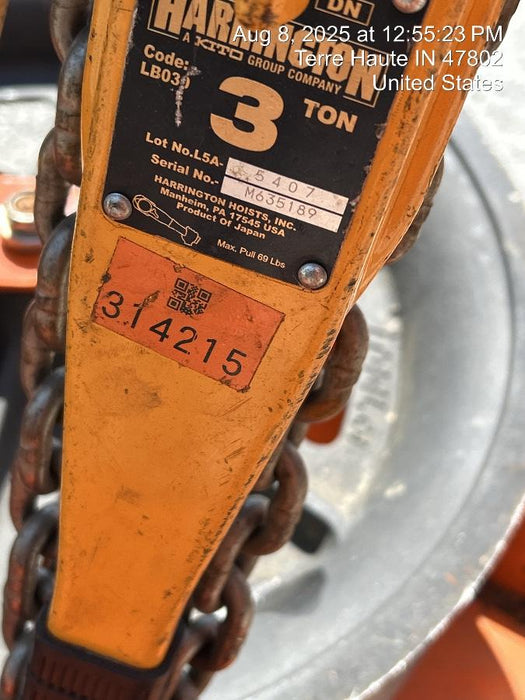 Aug 8, 2025 at 12:55:23 PM
Terre Haute IN 47802
United States
DN
HARRINGTON
A KITO GROUP COMPANY
Code:
LB030
3 TON
Lot No.L5A- 5407
Serial No.- M635189
HARRINGTON HOISTS, INC.
Manheim, PA 17545 USA
Product Of Japan
Max. Pull 69 Lbs
314215